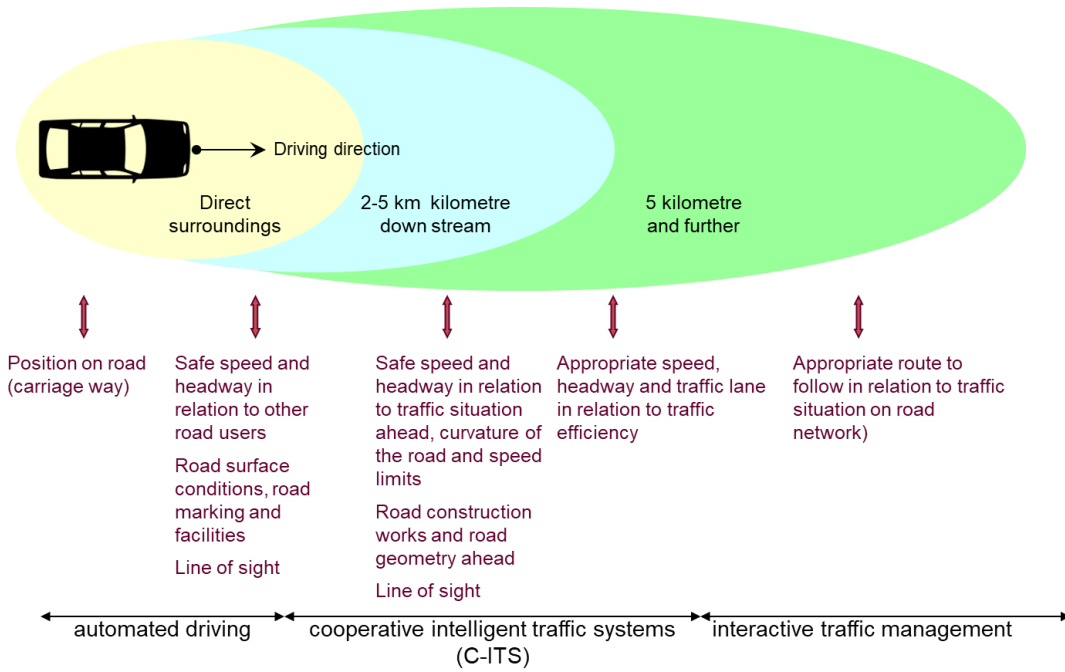 Driving direction
Direct
surroundings
2-5 km kilometre
down stream
5 kilometre
and further
Position on road
(carriage way)
Safe speed and
headway in
relation to other
road users
Road surface
conditions, road
marking and
facilities
Line of sight
Safe speed and
headway in relation
to traffic situation
ahead, curvature of
the road and speed
limits
Road construction
works and road
geometry ahead
Line of sight
Appropriate speed,
headway and traffic lane
in relation to traffic
efficiency
Appropriate route to
follow in relation to traffic
situation on road
network)
automated driving
cooperative intelligent traffic systems
(C-ITS)
interactive traffic management